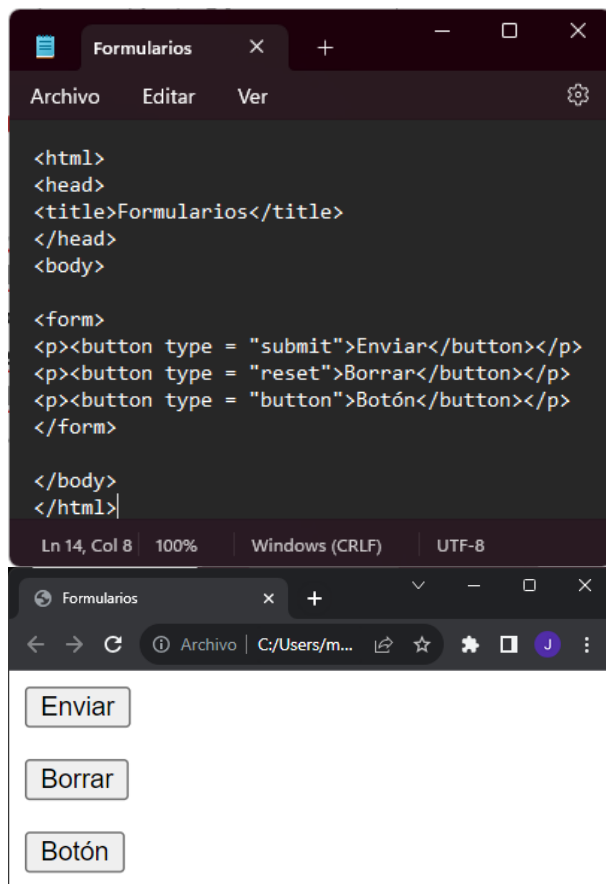 Formularios
Archivo Editar Ver
<html>
<head>
<title>Formularios</title>
</head>
<body>
<form>
<p><button type = "submit">Enviar</button></p>
<p><button type = "reset">Borrar</button></p>
<p><button type = "button">Botón</button></p>
</form>
</body>
</html>
Ln 14, Col 8 100% Windows (CRLF) UTF-8
Formularios
Archivo C:/Users/m... J
Enviar
Borrar
Botón